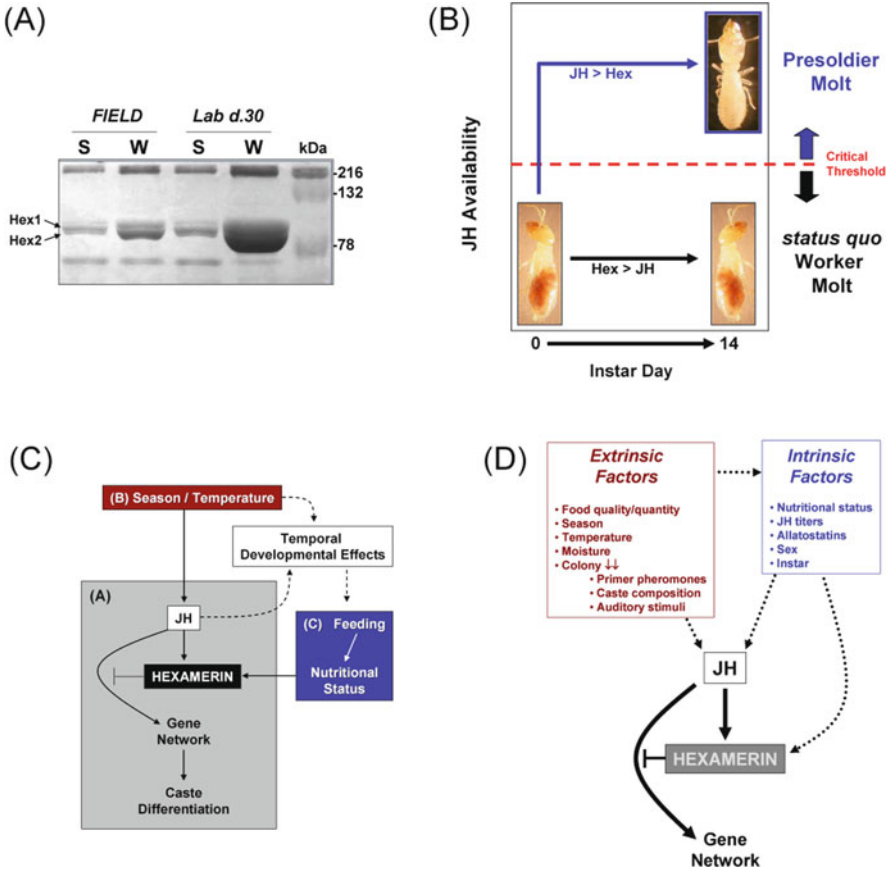 (A)
FIELD Lab d.30
S W S W kDa
-216
-132
Hex1
Hex2
-78
(B)
JH Availability
JH > Hex
Presoldier
Molt
Critical
Threshold
Hex > JH
status quo
Worker
Molt
0 14
Instar Day
(C)
(B) Season / Temperature
Temporal
Developmental Effects
(A)
JH
(C) Feeding
HEXAMERIN
Nutritional
Status
Gene
Network
Caste
Differentiation
(D)
Extrinsic
Factors
• Food quality/quantity
• Season
• Temperature
• Moisture
• Colony ↓↓
• Primer pheromones
• Caste composition
• Auditory stimuli
Intrinsic
Factors
• Nutritional status
• JH titers
• Allatostatins
• Sex
• Instar
JH
HEXAMERIN
Gene
Network